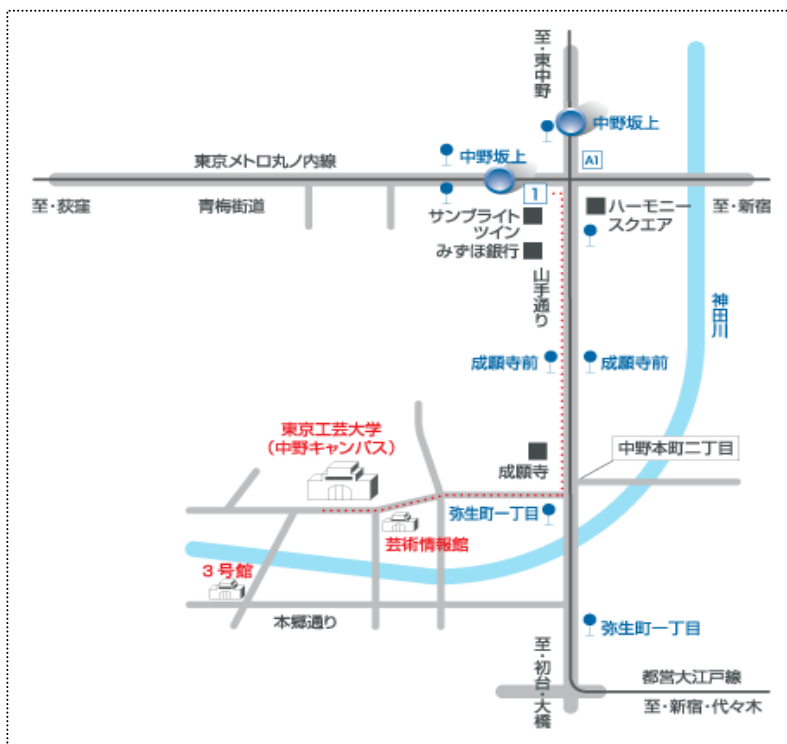 至・東中野
中野坂上
A1
東京メトロ丸ノ内線
中野坂上
1
至・荻窪
青梅街道
サンブライト
ツイン
みずほ銀行
ハーモニー
スクエア
至・新宿
山手通り
神田川
成願寺前
成願寺前
東京工芸大学
(中野キャンパス)
成願寺
中野本町二丁目
弥生町一丁目
芸術情報館
3号館
本郷通り
弥生町一丁目
至・初台・大橋
都営大江戸線
至・新宿・代々木